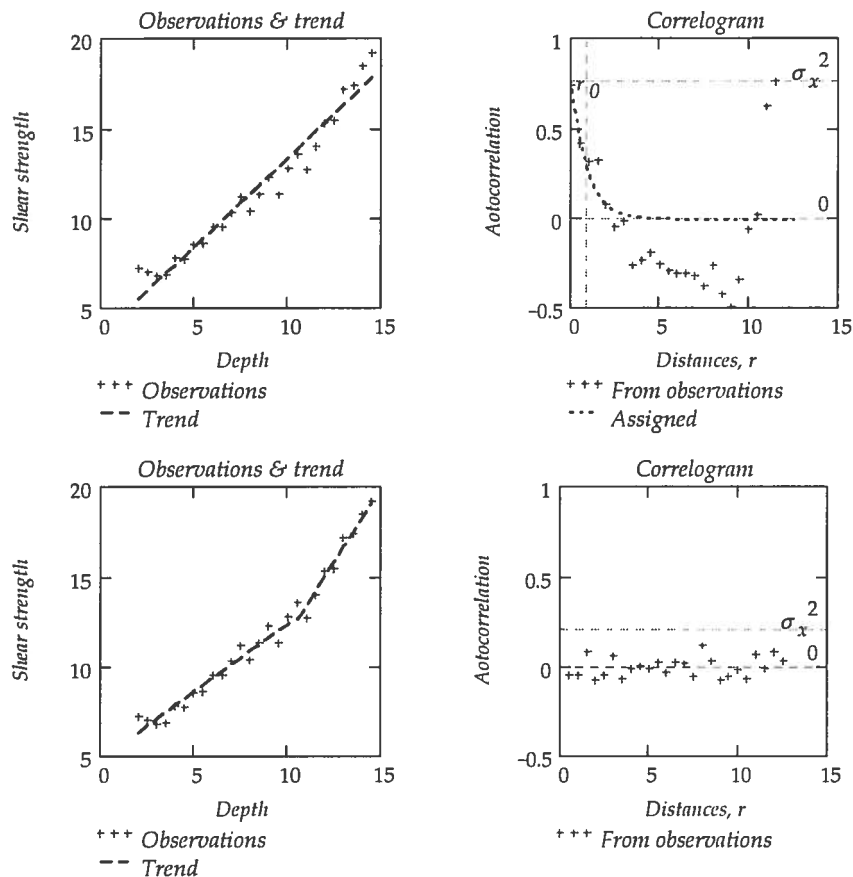 Observations & trend
Shear strength
20
15
10
5
0
5
10
15
Depth
+++ Observations
Trend
Correlogram
Aotocorrelation
1
0.5
0
−0.5
σx2
r0
0
0
5
10
15
Distances, r
+++ From observations
Assigned
Observations & trend
Shear strength
20
15
10
5
0
5
10
15
Depth
+++ Observations
Trend
Correlogram
Aotocorrelation
1
0.5
0
−0.5
σx2
0
0
5
10
15
Distances, r
+++ From observations